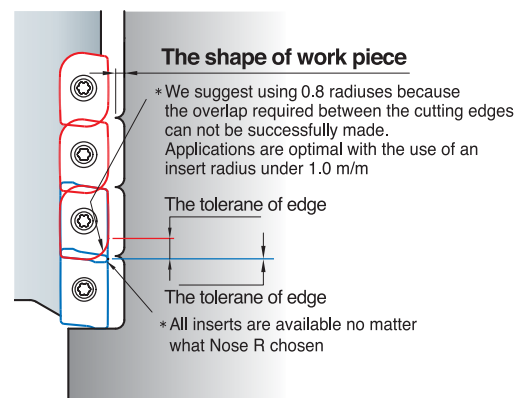 The shape of work piece
* We suggest using 0.8 radiuses because
the overlap required between the cutting edges
can not be successfully made.
Applications are optimal with the use of an
insert radius under 1.0 m/m
The tolerane of edge
The tolerane of edge
* All inserts are available no matter
what Nose R chosen